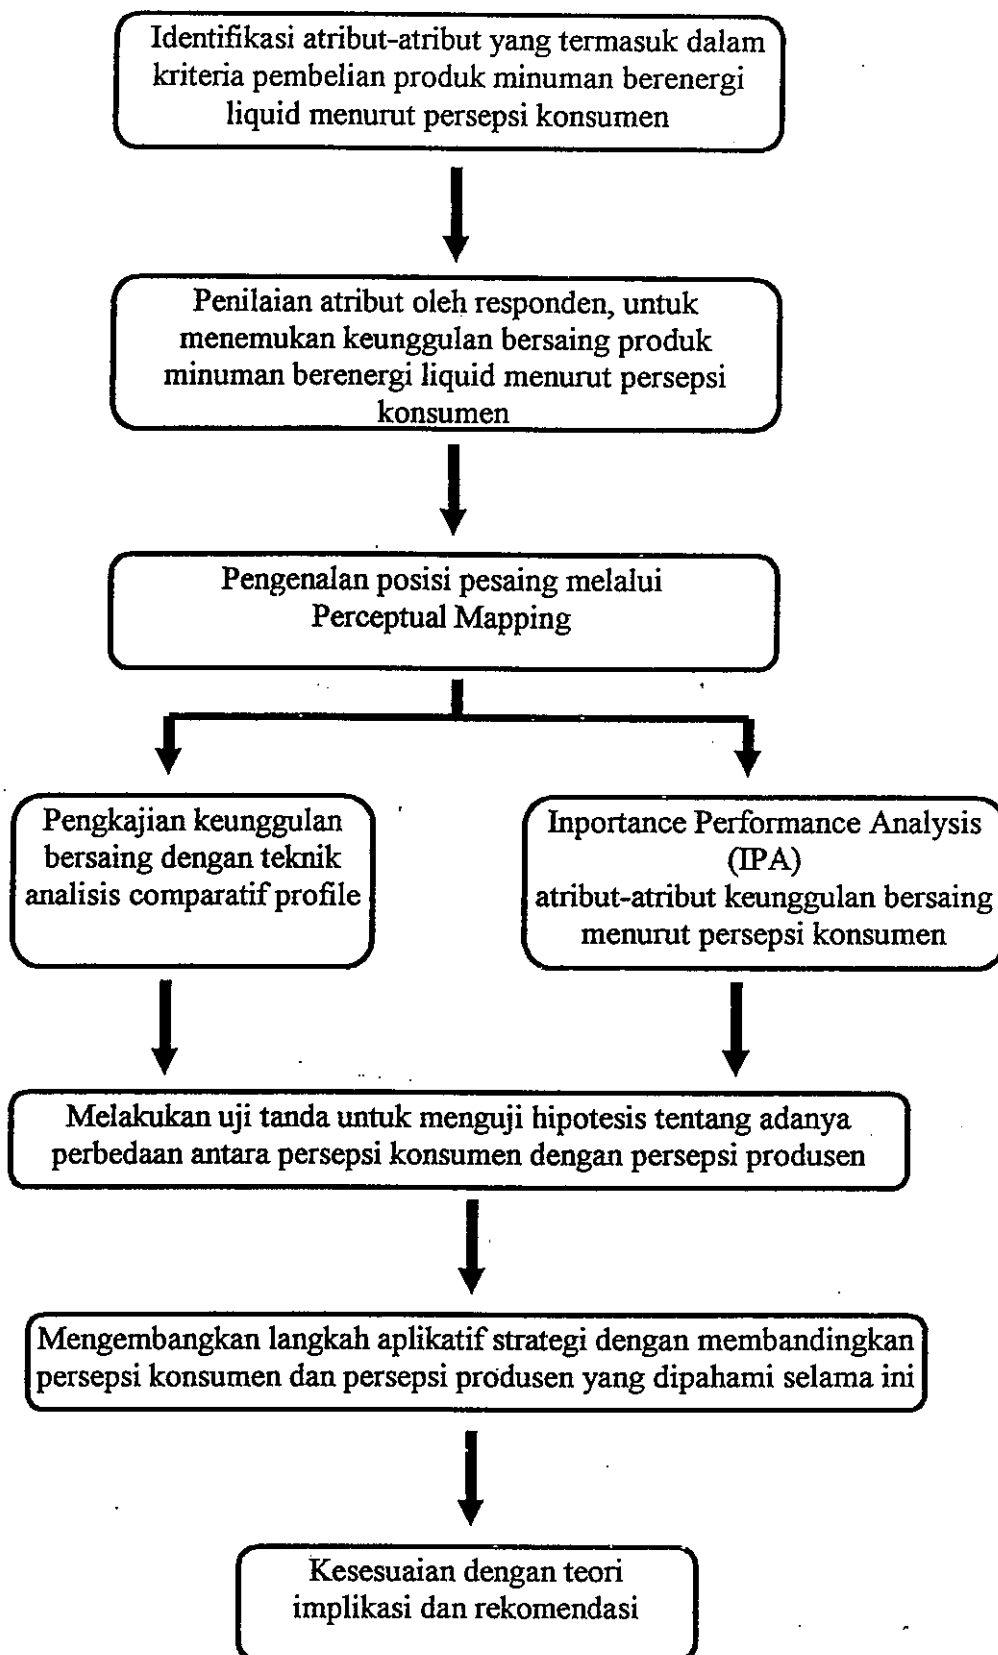 Identifikasi atribut-atribut yang termasuk dalam
kriteria pembelian produk minuman berenergi
liquid menurut persepsi konsumen
Penilaian atribut oleh responden, untuk
menemukan keunggulan bersaing produk
minuman berenergi liquid menurut persepsi
konsumen
Pengenalan posisi pesaing melalui
Perceptual Mapping
Pengkajian keunggulan
bersaing dengan teknik
analisis comparatif profile
Inportance Performance Analysis
(IPA)
atribut-atribut keunggulan bersaing
menurut persepsi konsumen
Melakukan uji tanda untuk menguji hipotesis tentang adanya
perbedaan antara persepsi konsumen dengan persepsi produsen
Mengembangkan langkah aplikatif strategi dengan membandingkan
persepsi konsumen dan persepsi produsen yang dipahami selama ini
Kesesuaian dengan teori
implikasi dan rekomendasi